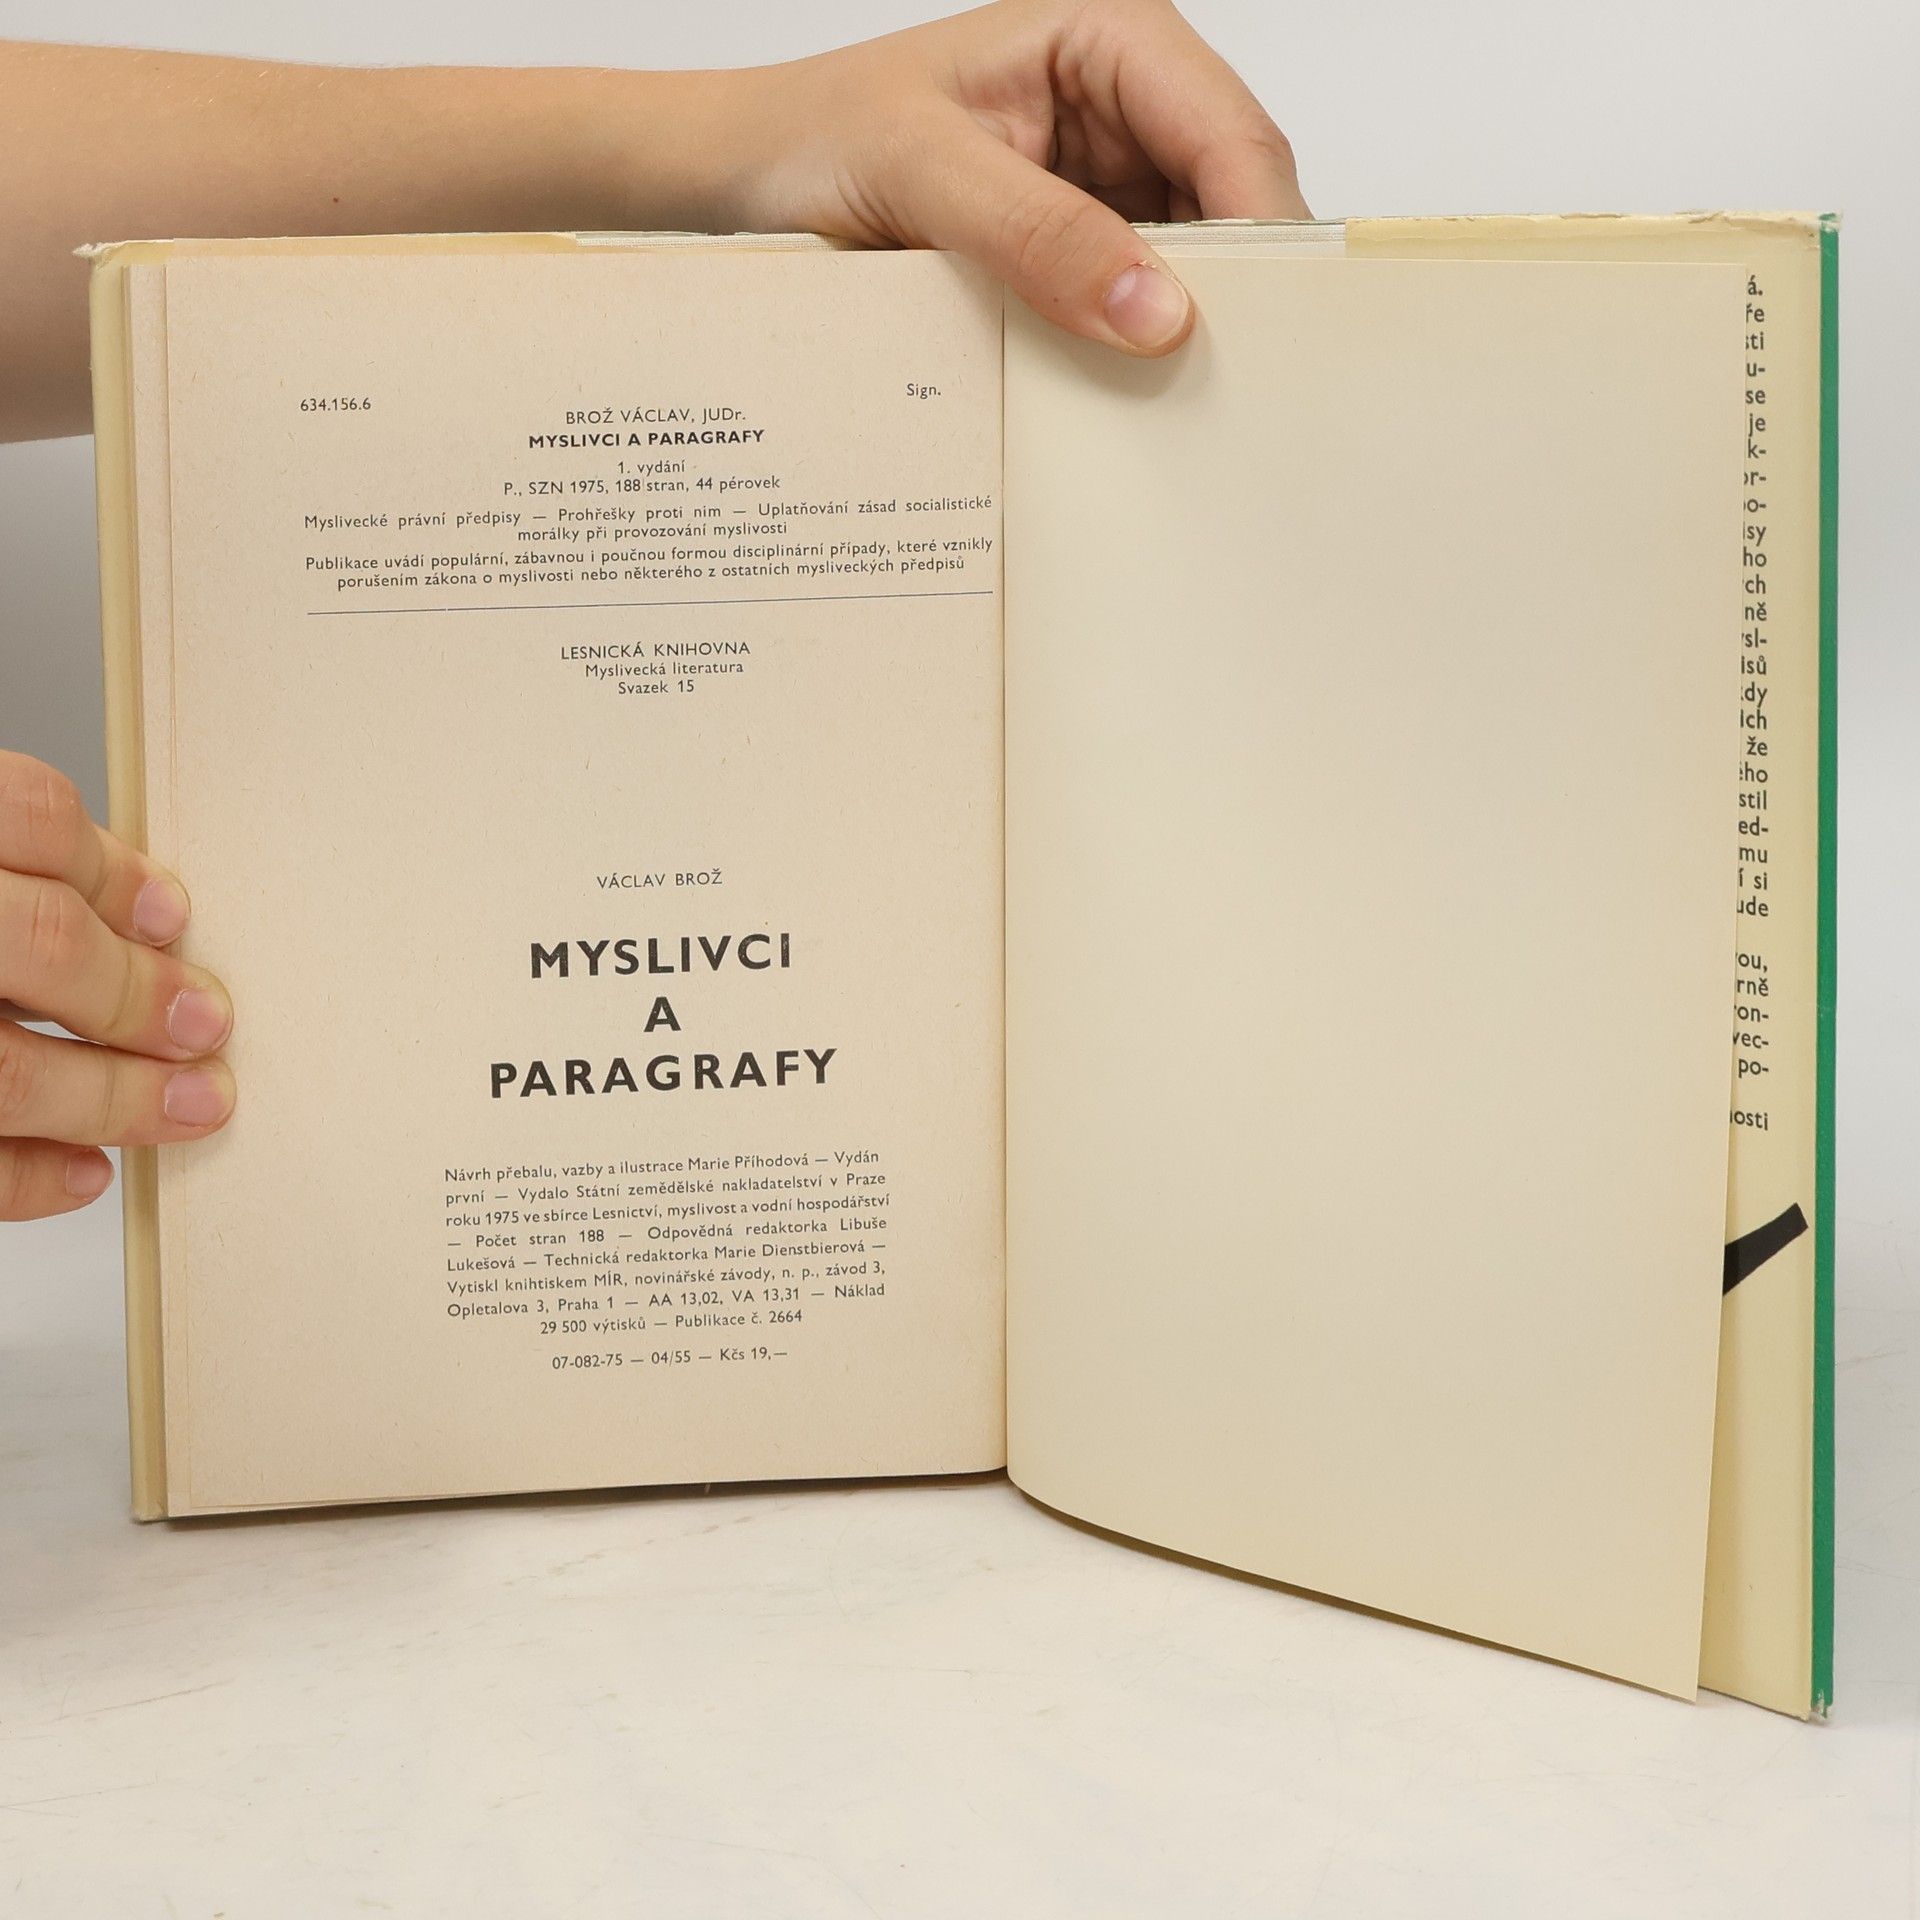 634.156.6
Sign.
BROŽ VÁCLAV, JUDr.
MYSLIVCI A PARAGRAFY
1. vydání
P., SZN 1975, 188 stran, 44 pérovek
Myslivecké právní předpisy — Prohřešky proti nim — Uplatňování zásad socialistické
morálky při provozování myslivosti
Publikace uvádí populární, zábavnou i poučnou formou disciplinární případy, které vznikly
porušením zákona o myslivosti nebo některého z ostatních mysliveckých předpisů
LESNICKÁ KNIHOVNA
Myslivecká literatura
Svazek 15
VÁCLAV BROŽ
MYSLIVCI
A
PARAGRAFY
Návrh přebalu, vazby a ilustrace Marie Příhodová — Vydán
první — Vydalo Státní zemědělské nakladatelství v Praze
roku 1975 ve sbírce Lesnictví, myslivost a vodní hospodářství
— Počet stran 188 — Odpovědná redaktorka Libuše
Lukešová — Technická redaktorka Marie Dienstbierová —
Vytiskl knihtiskem MÍR, novinářské závody, n. p., závod 3,
Opletalova 3, Praha 1 — AA 13,02, VA 13,31 — Náklad
29 500 výtisků — Publikace č. 2664
07-082-75 — 04/55 — Kčs 19,—
se
je
že
si
po-